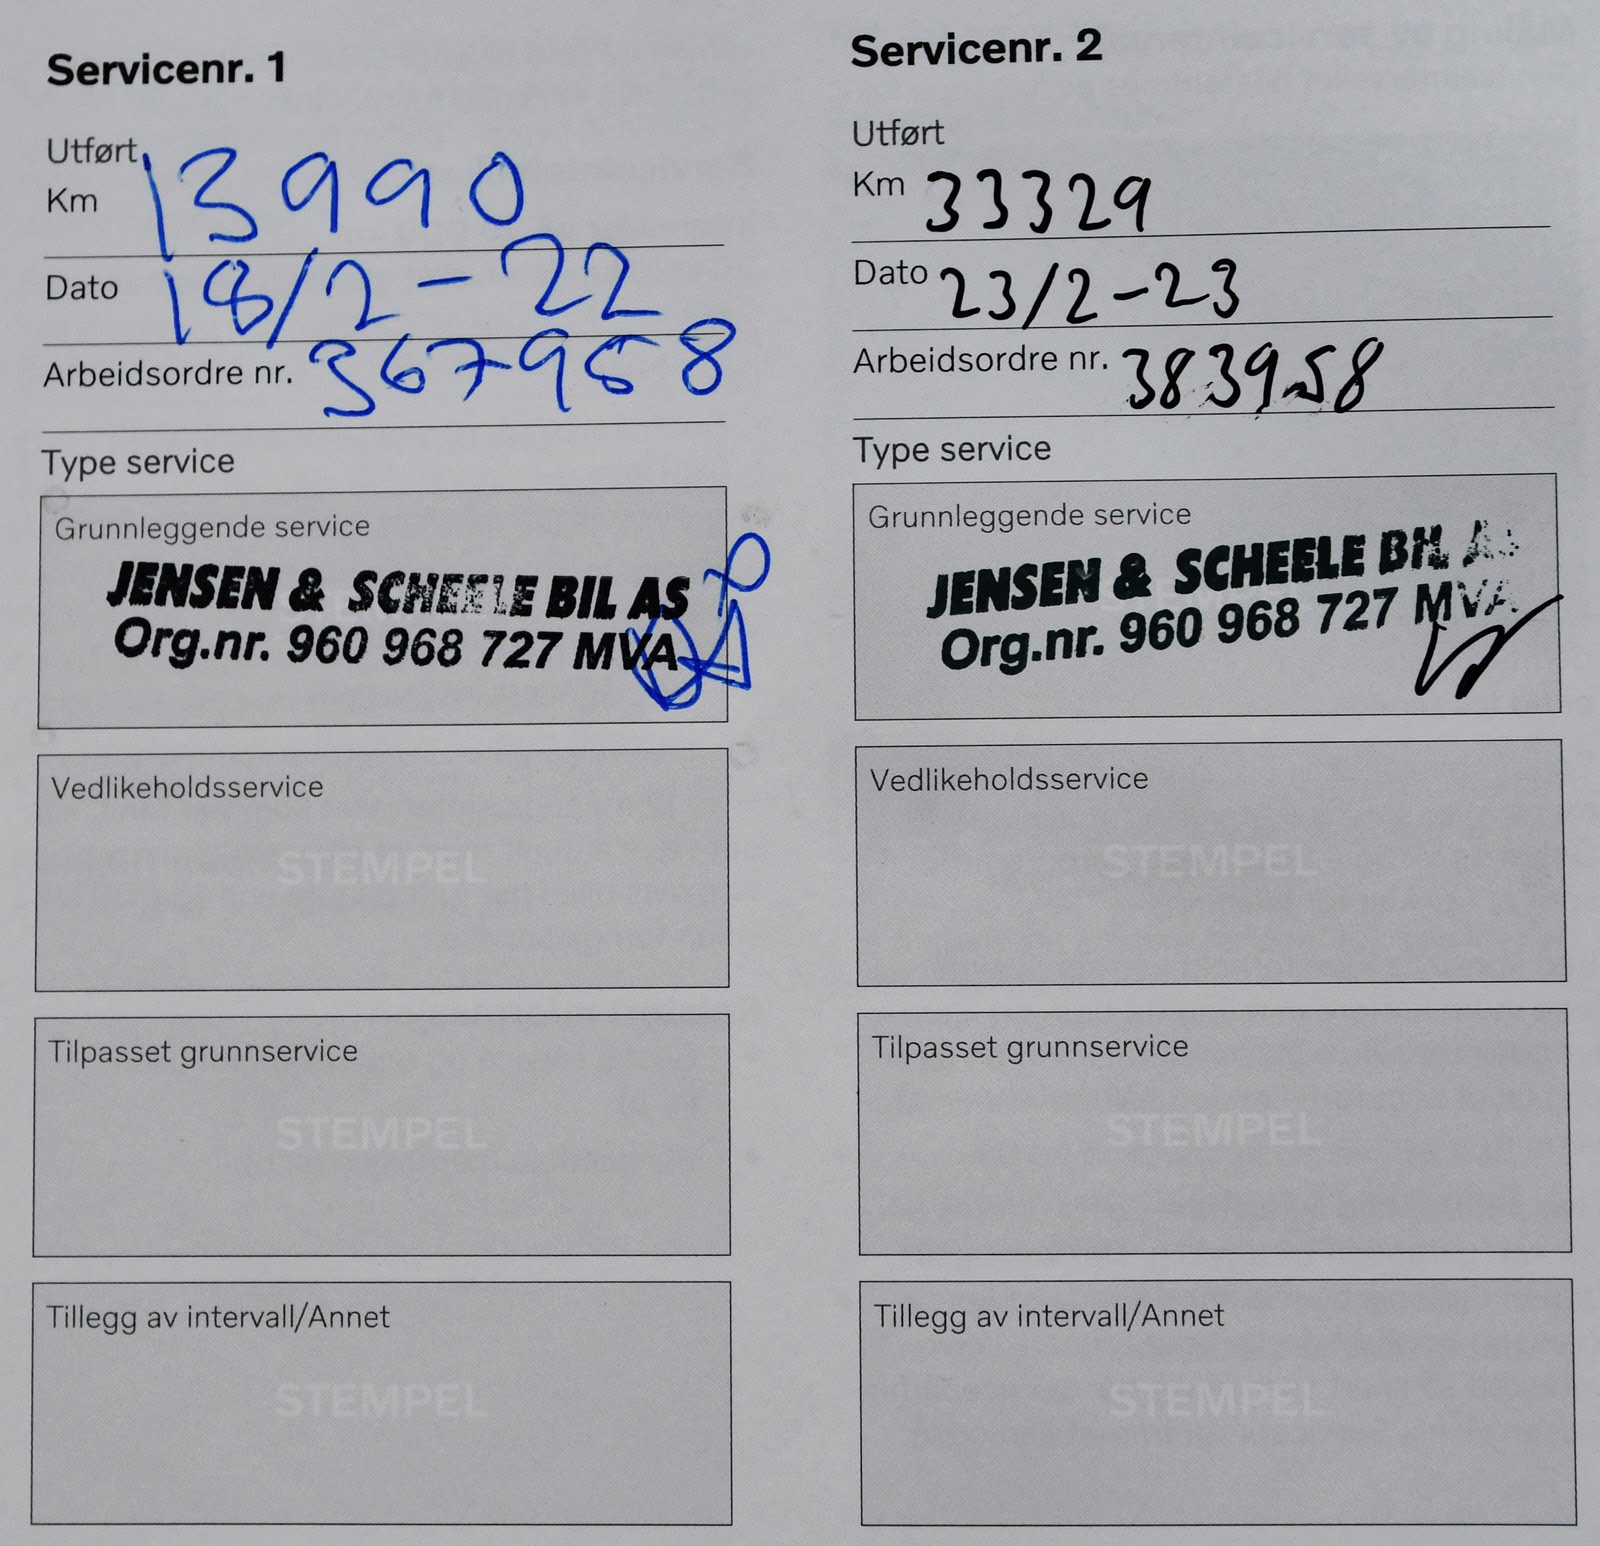 Servicenr. 1
Utført
Km 13990
Dato 18/2-22
Arbeidsordre nr. 367958
Type service
Grunnleggende service
JENSEN & SCHEELE BIL AS
Org.nr. 960 968 727 MVA
Vedlikeholdsservice
STEMPEL
Tilpasset grunnservice
STEMPEL
Tillegg av intervall/Annet
STEMPEL
Servicenr. 2
Utført
Km 33329
Dato 23/2-23
Arbeidsordre nr. 383958
Type service
Grunnleggende service
JENSEN & SCHEELE BIL AS
Org.nr. 960 968 727 MVA
Vedlikeholdsservice
STEMPEL
Tilpasset grunnservice
STEMPEL
Tillegg av intervall/Annet
STEMPEL